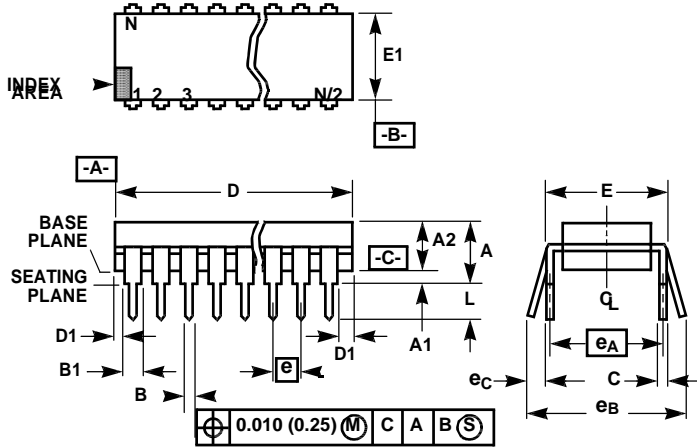 N
E1
INDEX
AREA
1 2 3 N/2
-B-
-A-
D
E
BASE
PLANE
A2
A
-C-
SEATING
PLANE
L
C
L
D1
A1
D1
e
eA
B1
eC
C
B
eB
0.010 (0.25) M C A B S